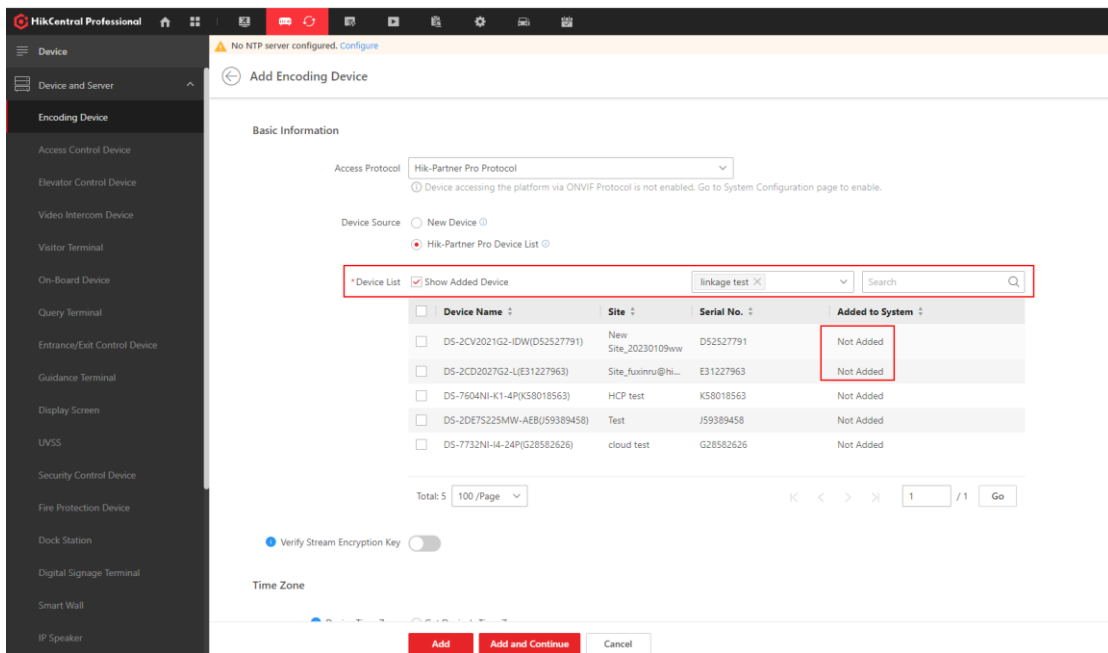 HikCentral Professional
Device
No NTP server configured. Configure
Device and Server
Add Encoding Device
Encoding Device
Access Control Device
Elevator Control Device
Video Intercom Device
Visitor Terminal
On-Board Device
Query Terminal
Entrance/Exit Control Device
Guidance Terminal
Display Screen
UVSS
Security Control Device
Fire Protection Device
Dock Station
Digital Signage Terminal
Smart Wall
IP Speaker
Basic Information
Access Protocol Hik-Partner Pro Protocol
Device accessing the platform via ONVIF Protocol is not enabled. Go to System Configuration page to enable.
Device Source New Device
Hik-Partner Pro Device List
*Device List Show Added Device linkage test Search
Device Name Site Serial No. Added to System
DS-2CV2021G2-IDW(D52527791) New Site_20230109ww D52527791 Not Added
DS-2CD2027G2-L(E31227963) Site_fuxinru@hi... E31227963 Not Added
DS-7604NI-K1-4P(K58018563) HCP test K58018563 Not Added
DS-2DE7S225MW-AEB(J59389458) Test J59389458 Not Added
DS-7732NI-I4-24P(G28582626) cloud test G28582626 Not Added
Total: 5 100 /Page 1 / 1 Go
Verify Stream Encryption Key
Time Zone
Add Add and Continue Cancel